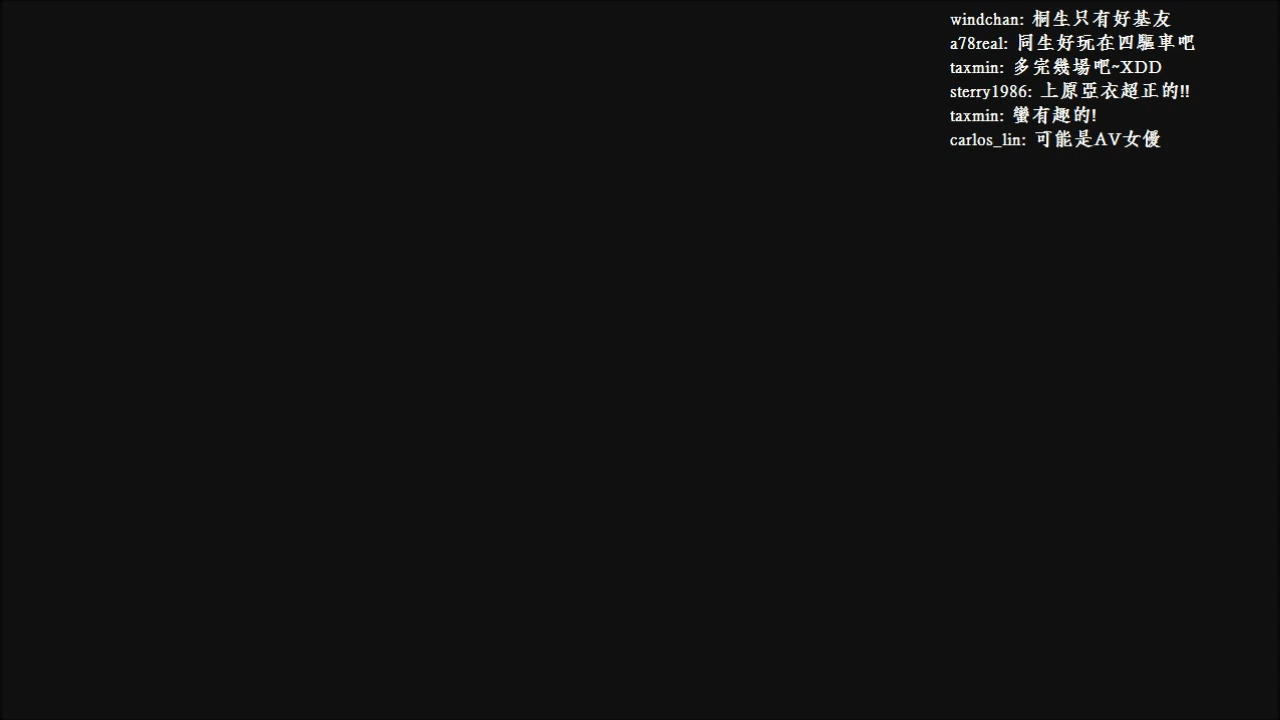 windchan: 桐生只有好基友
a78real: 同生好玩在四驅車吧
taxmin: 多完幾場吧~XDD
sterry1986: 上原亞衣超正的!!
taxmin: 蠻有趣的!
carlos_lin: 可能是AV女優